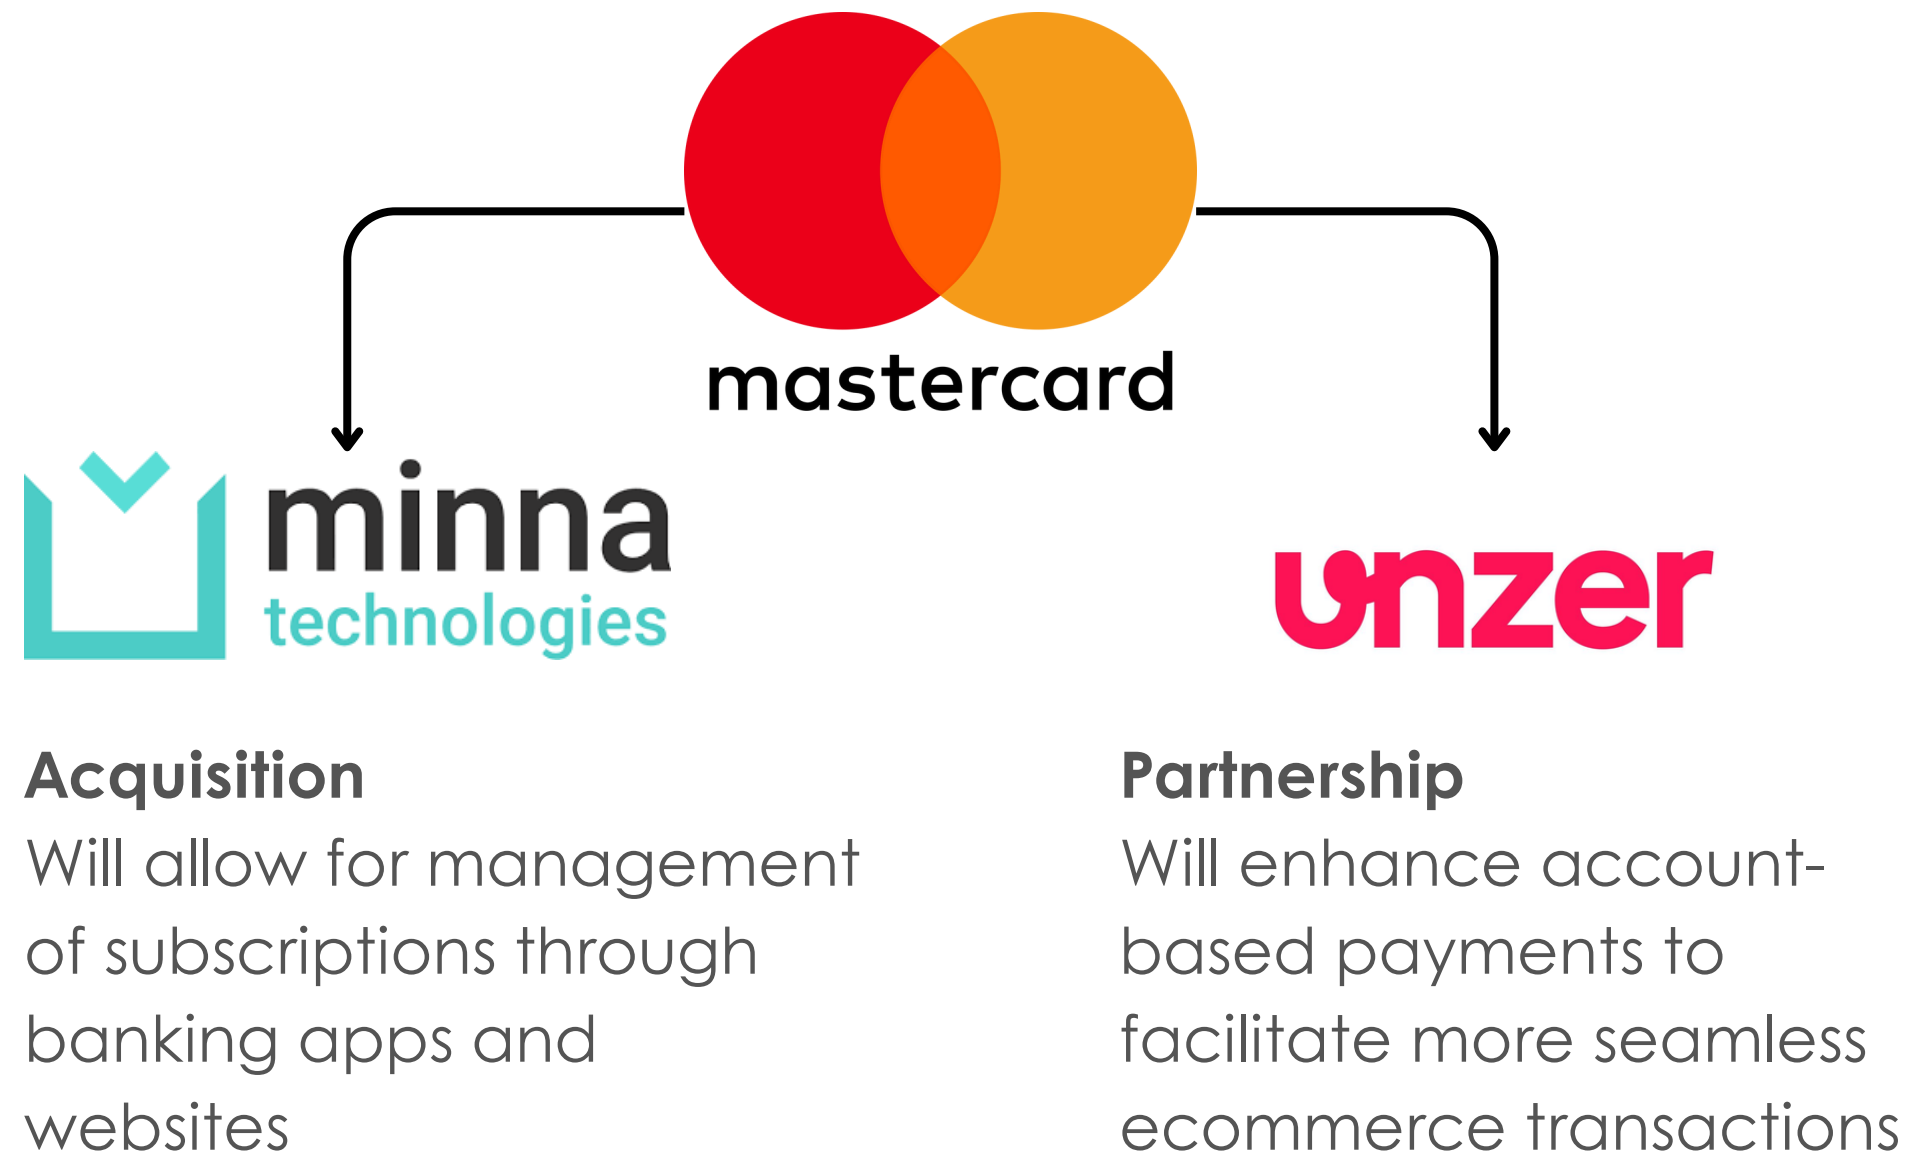 mastercard
minna
technologies
unzer
Acquisition
Will allow for management
of subscriptions through
banking apps and
websites
Partnership
Will enhance account-
based payments to
facilitate more seamless
ecommerce transactions